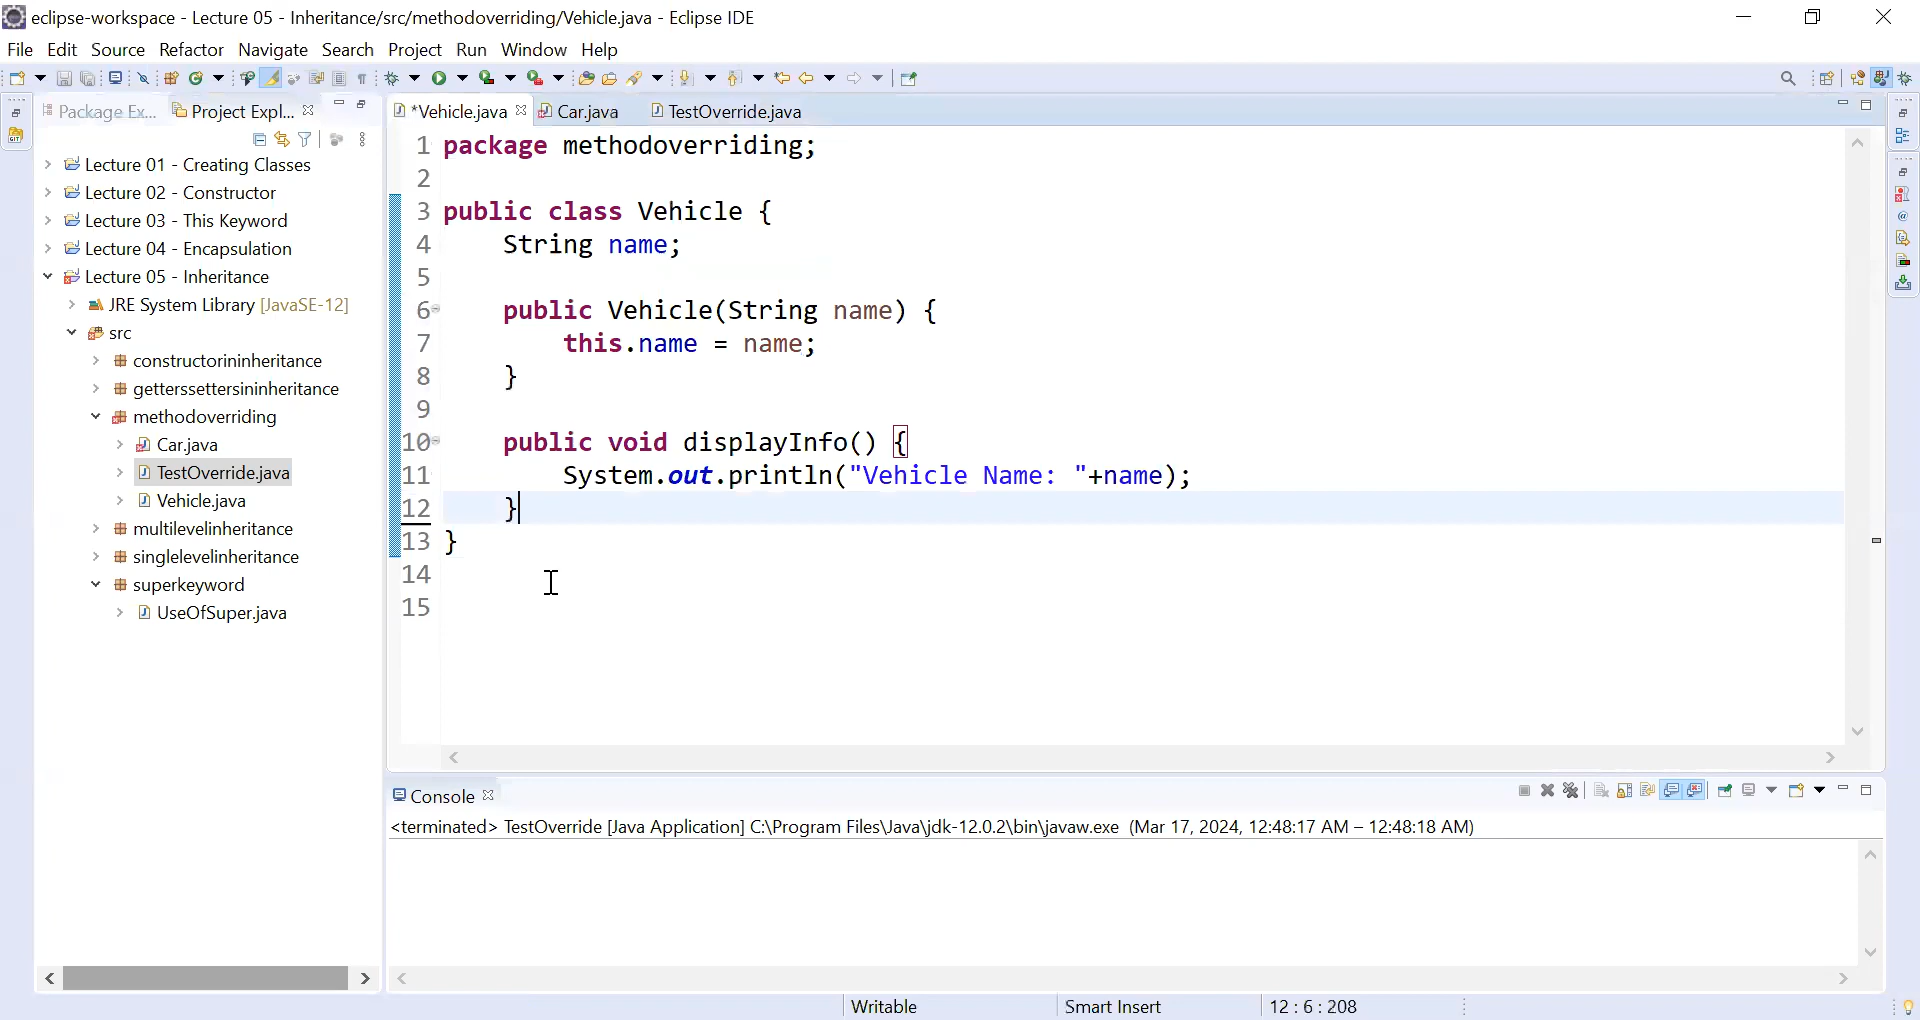 eclipse-workspace - Lecture 05 - Inheritance/src/methodoverriding/Vehicle.java - Eclipse IDE
File Edit Source Refactor Navigate Search Project Run Window Help
Package Ex... Project Expl...
*Vehicle.java Car.java TestOverride.java
Lecture 01 - Creating Classes
Lecture 02 - Constructor
Lecture 03 - This Keyword
Lecture 04 - Encapsulation
Lecture 05 - Inheritance
JRE System Library [JavaSE-12]
src
constructorininheritance
getterssettersininheritance
methodoverriding
Car.java
TestOverride.java
Vehicle.java
multilevelinheritance
singlelevelinheritance
superkeyword
UseOfSuper.java
1 package methodoverriding;
2
3 public class Vehicle {
4 String name;
5
6 public Vehicle(String name) {
7 this.name = name;
8 }
9
10 public void displayInfo() {
11 System.out.println("Vehicle Name: "+name);
12 }
13 }
14
15
Console
<terminated> TestOverride [Java Application] C:\Program Files\Java\jdk-12.0.2\bin\javaw.exe (Mar 17, 2024, 12:48:17 AM – 12:48:18 AM)
Writable Smart Insert 12 : 6 : 208